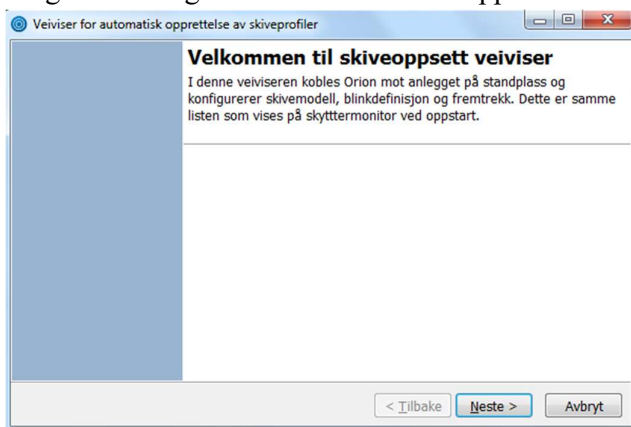 Veiviser for automatisk opprettelse av skiveprofiler
Velkommen til skiveoppsett veiviser
I denne veiviseren kobles Orion mot anlegget på standplass og
konfigurerer skivemodell, blinkdefinisjon og fremtrekk. Dette er samme
listen som vises på skytttermonitor ved oppstart.
< Tilbake
Neste >
Avbryt